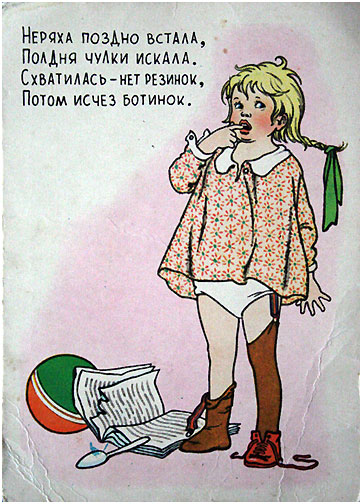 Неряха поздно встала,
Полдня чулки искала.
Схватилась - нет резинок,
Потом исчез ботинок.